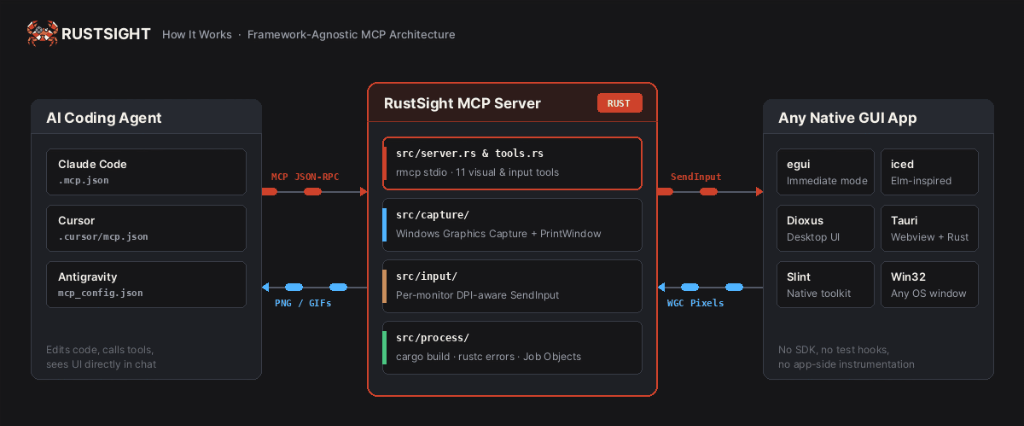 RUSTSIGHT How It Works · Framework-Agnostic MCP Architecture
AI Coding Agent
Claude Code
.mcp.json
Cursor
.cursor/mcp.json
Antigravity
mcp_config.json
Edits code, calls tools,
sees UI directly in chat
MCP JSON-RPC
PNG / GIFs
RustSight MCP Server RUST
src/server.rs & tools.rs
rmcp stdio · 11 visual & input tools
src/capture/
Windows Graphics Capture + PrintWindow
src/input/
Per-monitor DPI-aware SendInput
src/process/
cargo build · rustc errors · Job Objects
SendInput
WGC Pixels
Any Native GUI App
egui
Immediate mode
iced
Elm-inspired
Dioxus
Desktop UI
Tauri
Webview + Rust
Slint
Native toolkit
Win32
Any OS window
No SDK, no test hooks,
no app-side instrumentation